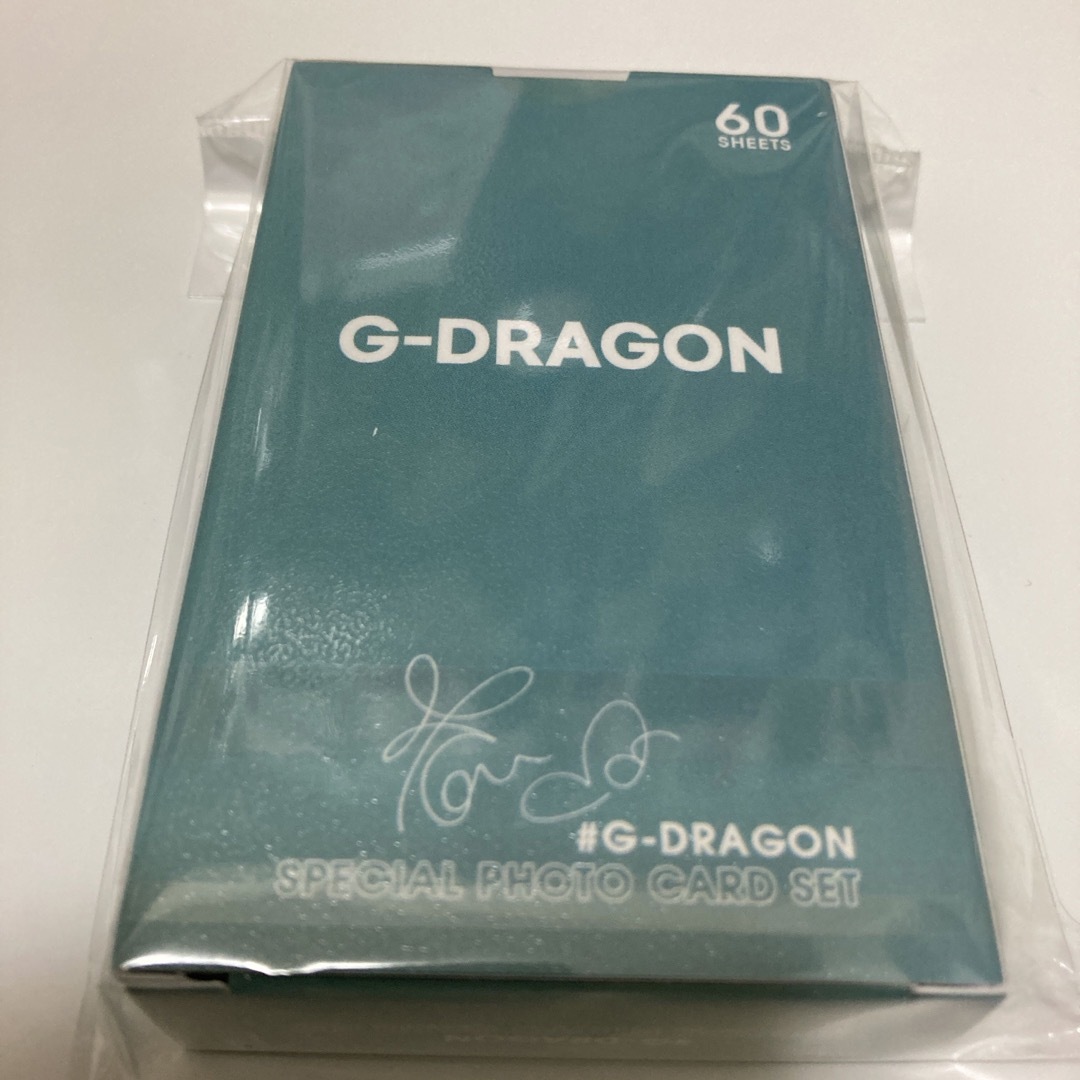 60
SHEETS
G-DRAGON
#G-DRAGON
SPECIAL PHOTO CARD SET